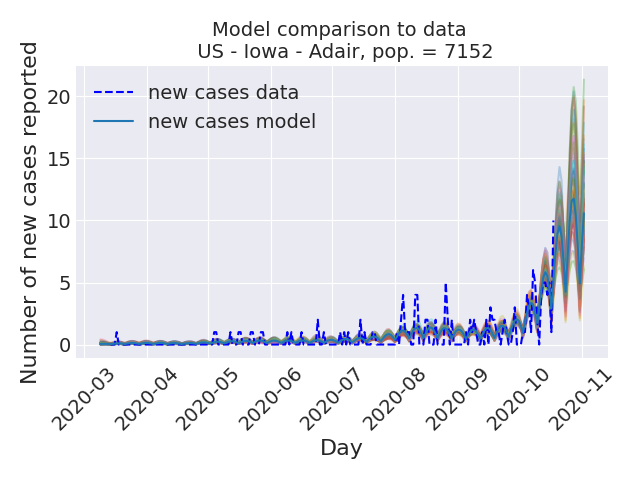 Model comparison to data
US - Iowa - Adair, pop. = 7152
new cases data
new cases model
Number of new cases reported
20
15
10
5
0
2020-03
2020-04
2020-05
2020-06
2020-07
2020-08
2020-09
2020-10
2020-11
Day